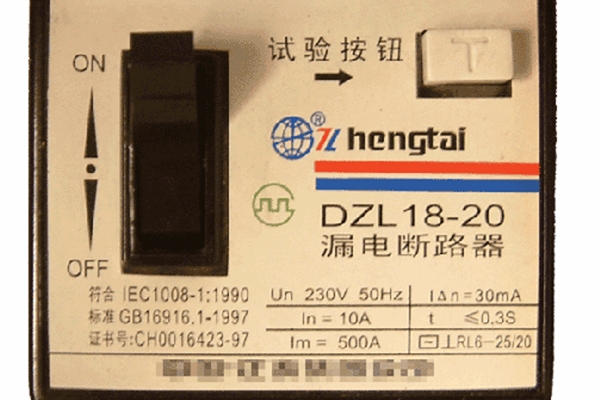 ON
试验按钮
T
® hengtai
DZL18-20
漏电断路器
OFF
符合 IEC1008-1:1990
标准 GB16916.1-1997
证书号:CH0016423-97
Un 230V 50Hz
In = 10A
Im = 500A
I∆n=30mA
t ≤0.3S
RL6-25/20